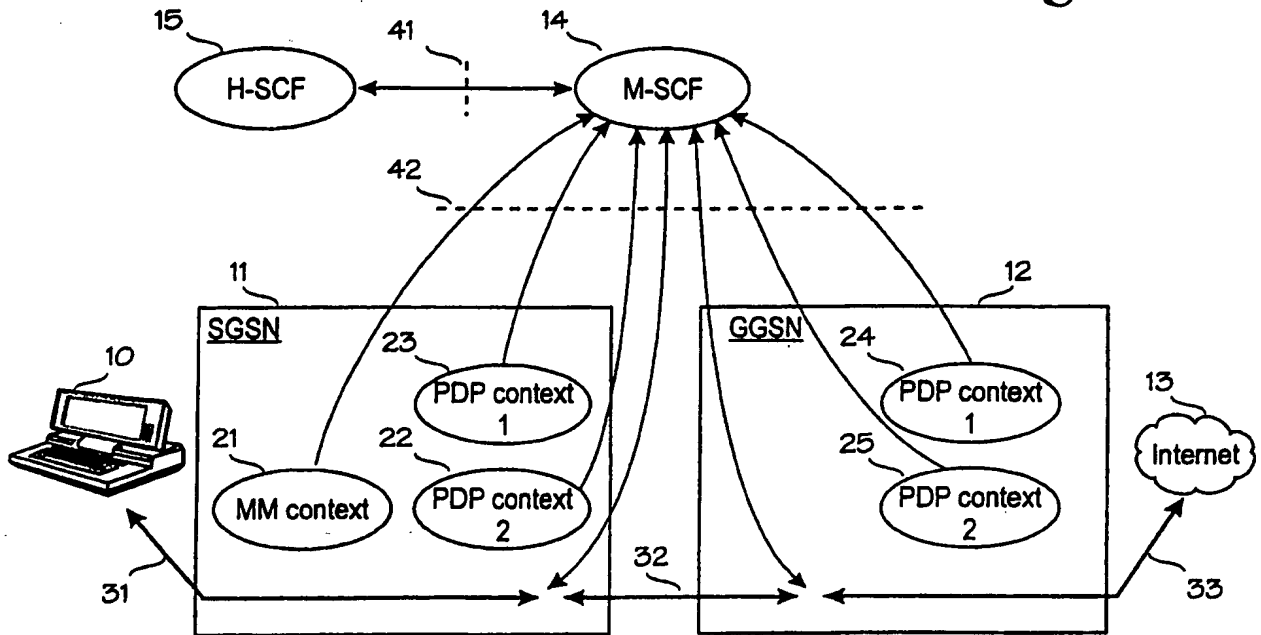 15
H-SCF
41
14
M-SCF
42
11
SGSN
12
GGSN
10
23
PDP context
1
24
PDP context
1
13
Internet
21
MM context
22
PDP context
2
25
PDP context
2
31
32
33